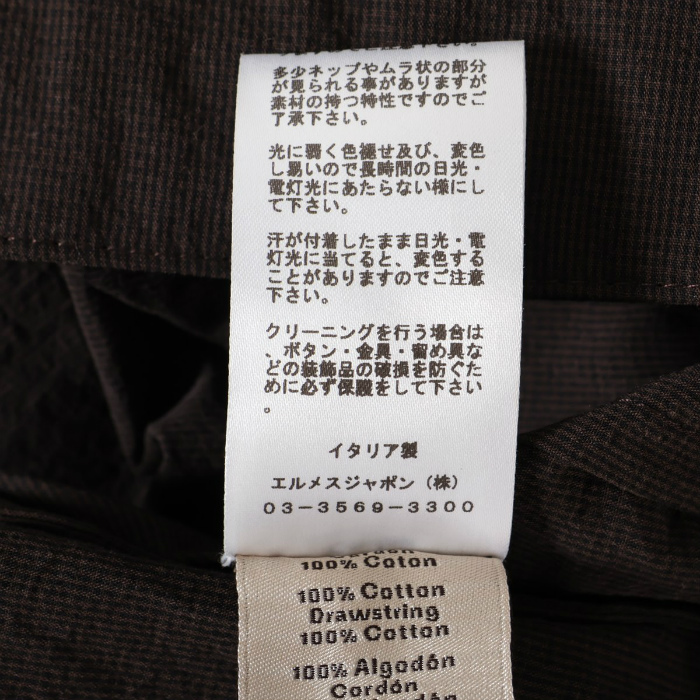 多少ネップやムラ状の部分
が見られる事がありますが
素材の持つ特性ですのでご
了承下さい。
光に弱く色褪せ及び、変色
し易いので長時間の日光・
電灯光にあたらない様にし
て下さい。
汗が付着したまま日光・電
灯光に当てると、変色する
ことがありますのでご注意
下さい。
クリーニングを行う場合は
、ボタン・金具・留め具な
どの装飾品の破損を防ぐた
めに必ず保護をして下さい
。
イタリア製
エルメスジャポン（株）
03-3569-3300
100% Coton
100% Cotton
Drawstring
100% Cotton
100% Algodón
Cordón
100% Algodón